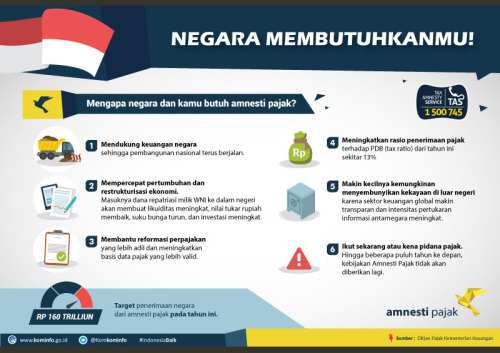 NEGARA MEMBUTUHKANMU!
Mengapa negara dan kamu butuh amnesti pajak?
TAX
AMNESTY
SERVICE
TAS
1 500 745
1
Mendukung keuangan negara
sehingga pembangunan nasional terus berjalan.
2
Mempercepat pertumbuhan dan
restrukturisasi ekonomi.
Masuknya dana repatriasi milik WNI ke dalam negeri
akan membuat likuiditas meningkat, nilai tukar rupiah
membaik, suku bunga turun, dan investasi meningkat.
3
Membantu reformasi perpajakan
yang lebih adil dan meningkatkan
basis data pajak yang lebih valid.
Rp
4
Meningkatkan rasio penerimaan pajak
terhadap PDB (tax ratio) dari tahun ini
sekitar 13%
5
Makin kecilnya kemungkinan
menyembunyikan kekayaan di luar negeri
karena sektor keuangan global makin
transparan dan intensitas pertukaran
informasi antarnegara meningkat.
6
Ikut sekarang atau kena pidana pajak.
Hingga beberapa puluh tahun ke depan,
kebijakan Amnesti Pajak tidak akan
diberikan lagi.
RP 160 TRILLIUN
Target penerimaan negara
dari amnesti pajak pada tahun ini.
amnesti pajak
www.kominfo.go.id
@Kemkominfo
#IndonesiaBaik
Sumber : Ditjen Pajak Kementerian Keuangan